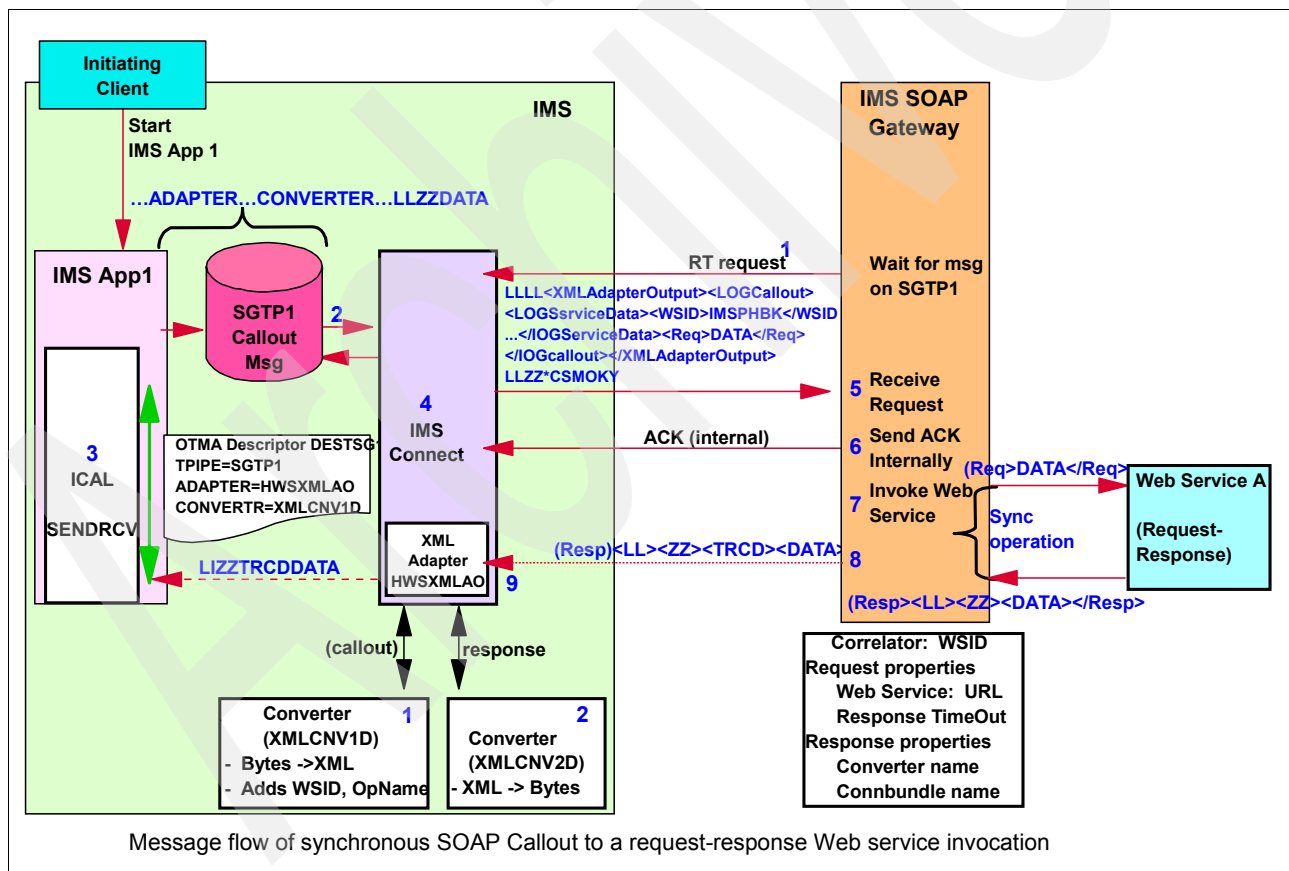 Initiating
Client
IMS
IMS SOAP
Gateway
Start
IMS App 1
...ADAPTER...CONVERTER...LLZZDATA
IMS App1
SGTP1
Callout
Msg
2
1
RT request
Wait for msg
on SGTP1
LLLL<XMLAdapterOutput><LOGCallout>
<LOGSsrviceData><WSID>IMSPHBK</WSID
...</IOGServiceData><Req>DATA</Req>
</IOGcallout></XMLAdapterOutput>
LLZZ*CSMOKY
4
IMS
Connect
5
Receive
Request
ACK (internal)
6
Send ACK
Internally
3
ICAL
SENDRCV
OTMA Descriptor DESTSG1
TPIPE=SGTP1
ADAPTER=HWSXMLAO
CONVERTR=XMLCNV1D
(Req>DATA</Req)
7
Invoke Web
Service
Sync
operation
Web Service A
(Request-
Response)
XML
Adapter
HWSXMLAO
9
(Resp)<LL><ZZ><TRCD><DATA>
8
LIZZTRCDDATA
(Resp><LL><ZZ><DATA></Resp>
(callout)
response
1
Converter
(XMLCNV1D)
- Bytes ->XML
- Adds WSID, OpName
2
Converter
(XMLCNV2D)
- XML -> Bytes
Correlator: WSID
Request properties
Web Service: URL
Response TimeOut
Response properties
Converter name
Connbundle name
Message flow of synchronous SOAP Callout to a request-response Web service invocation